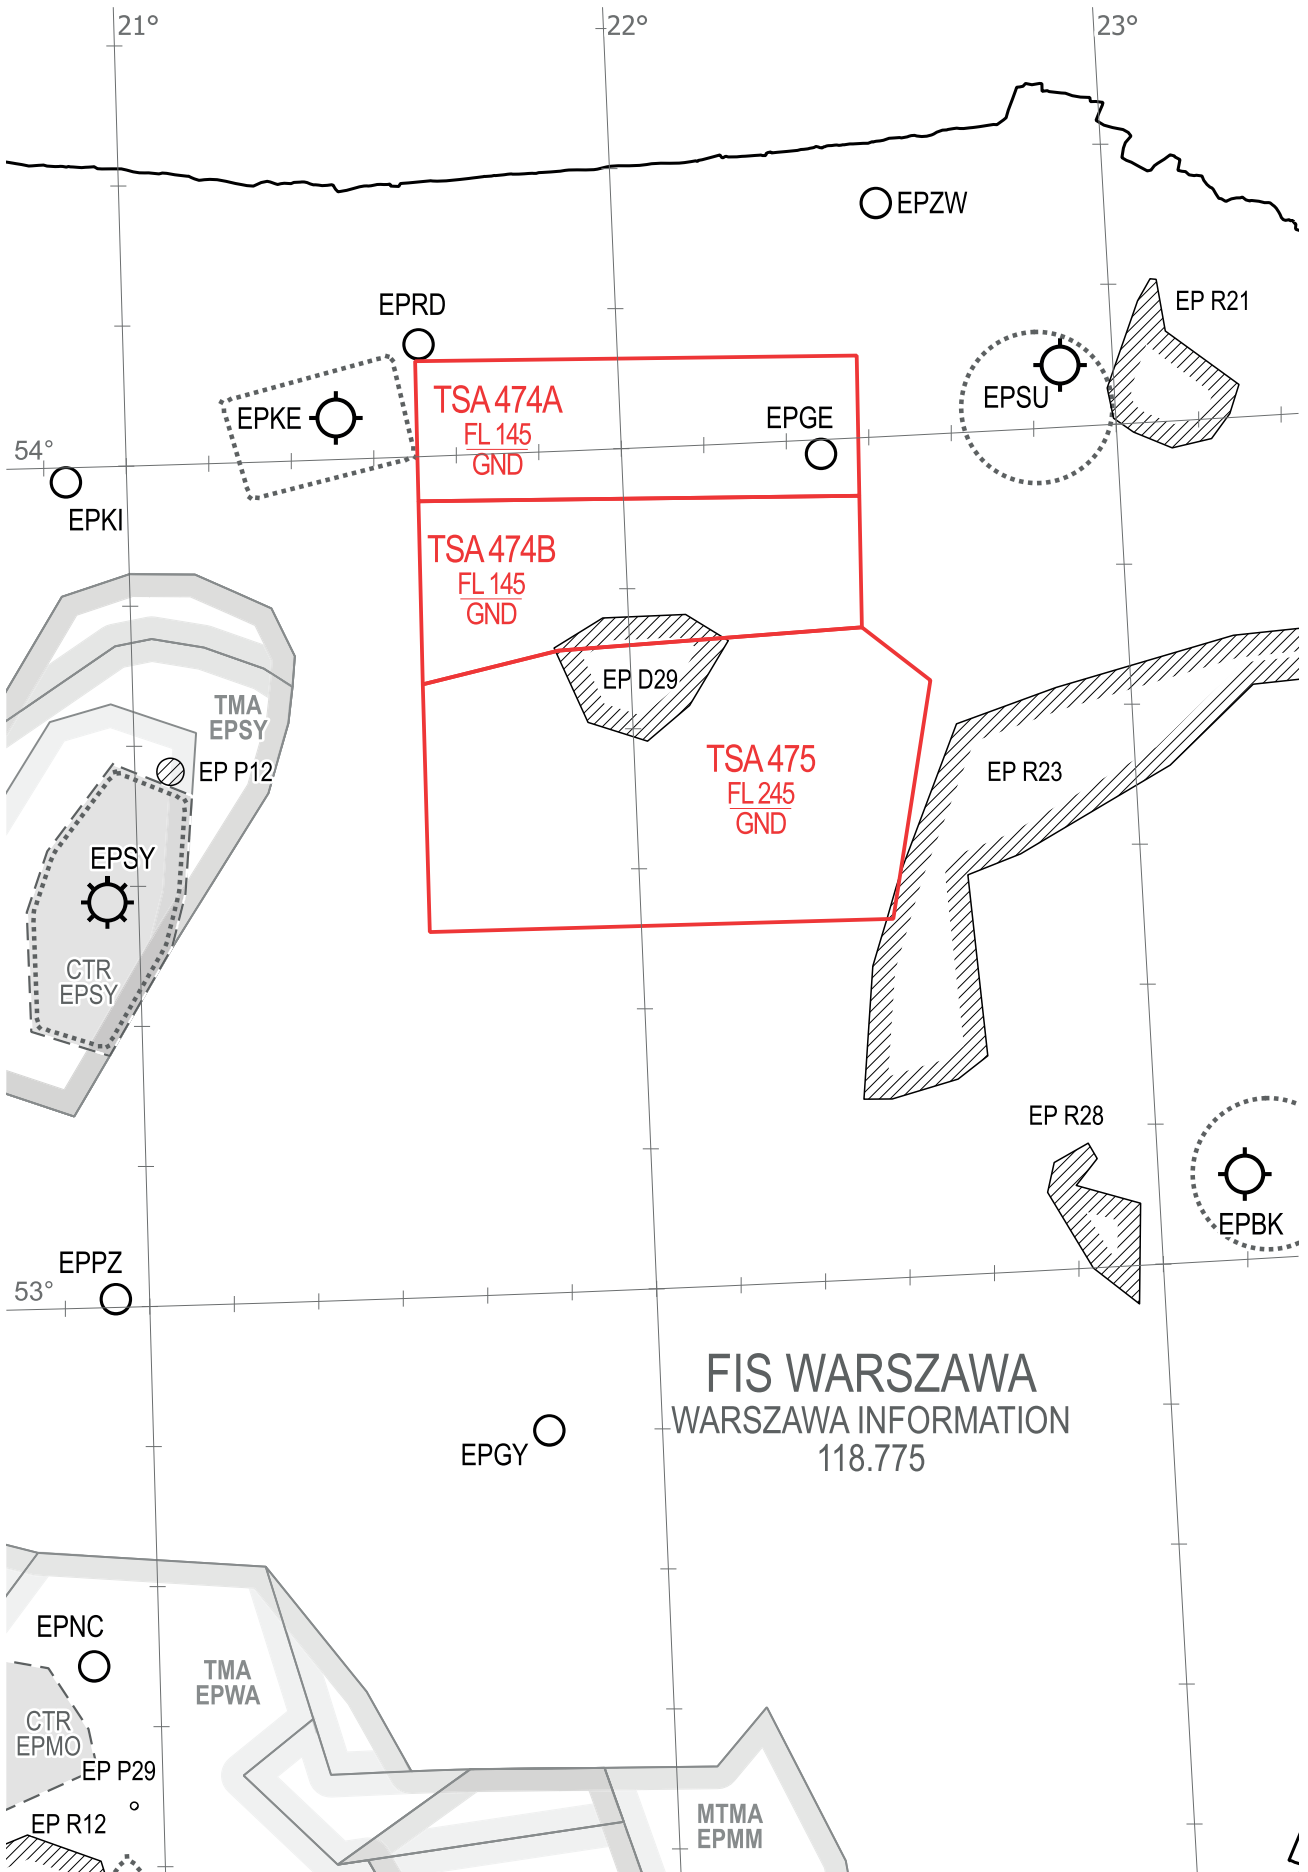 21°
22°
23°
EPZW
EPRD
EP R21
EPSU
TSA 474A
FL 145
GND
EPKE
EPGE
54°
EPKI
TSA 474B
FL 145
GND
EP D29
TMA
EPSY
EP P12
TSA 475
FL 245
GND
EP R23
EPSY
CTR
EPSY
EP R28
EPBK
EPPZ
53°
FIS WARSZAWA
WARSZAWA INFORMATION
118.775
EPGY
EPNC
TMA
EPWA
CTR
EPMO
EP P29
EP R12
MTMA
EPMM